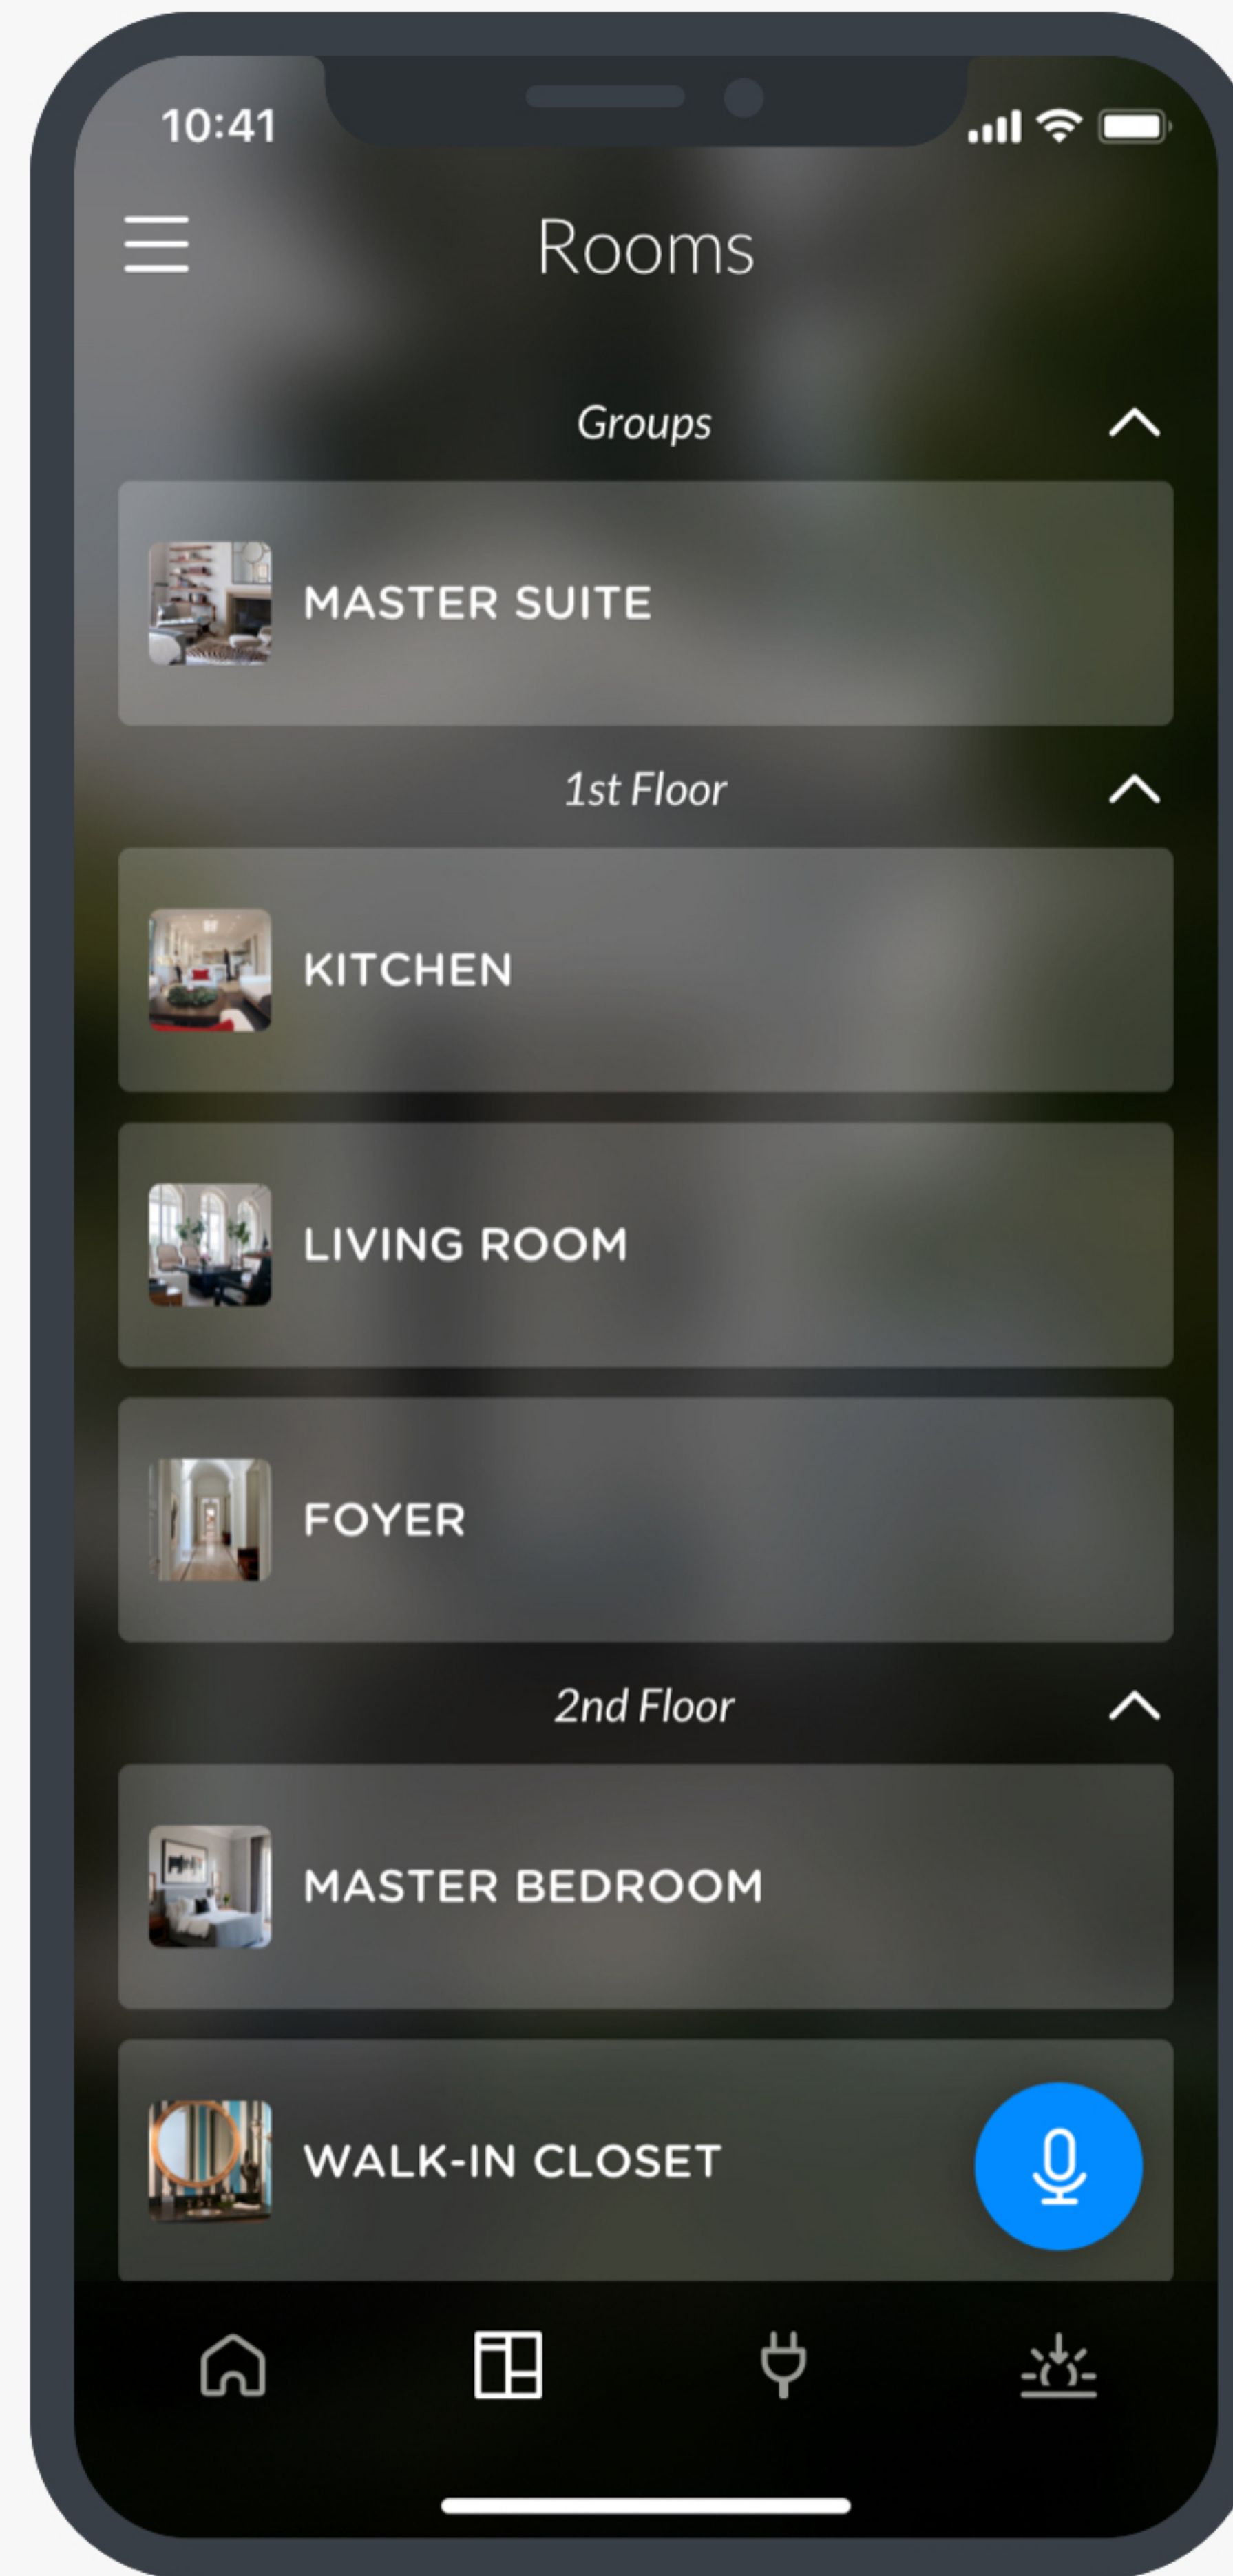 10:41
Rooms
Groups
MASTER SUITE
1st Floor
KITCHEN
LIVING ROOM
FOYER
2nd Floor
MASTER BEDROOM
WALK-IN CLOSET